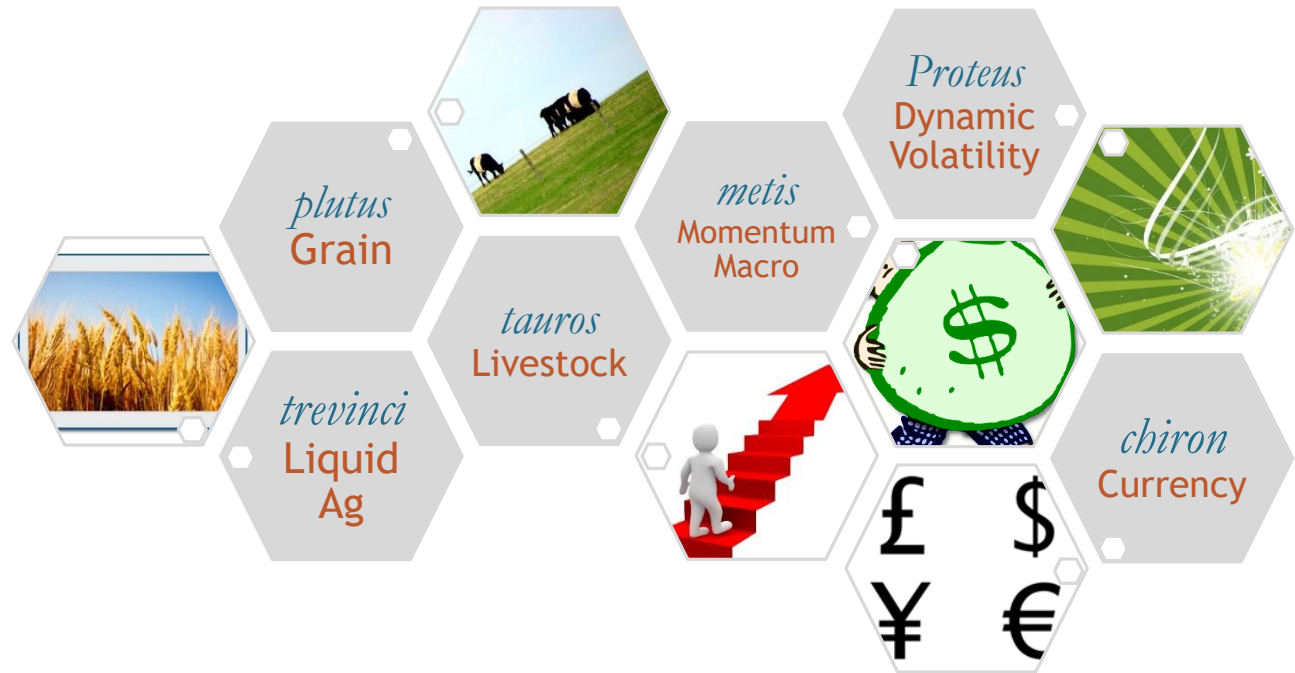 plutus
Grain
trevinci
Liquid
Ag
tauros
Livestock
metis
Momentum
Macro
Proteus
Dynamic
Volatility
$
£ $
¥ €
chiron
Currency